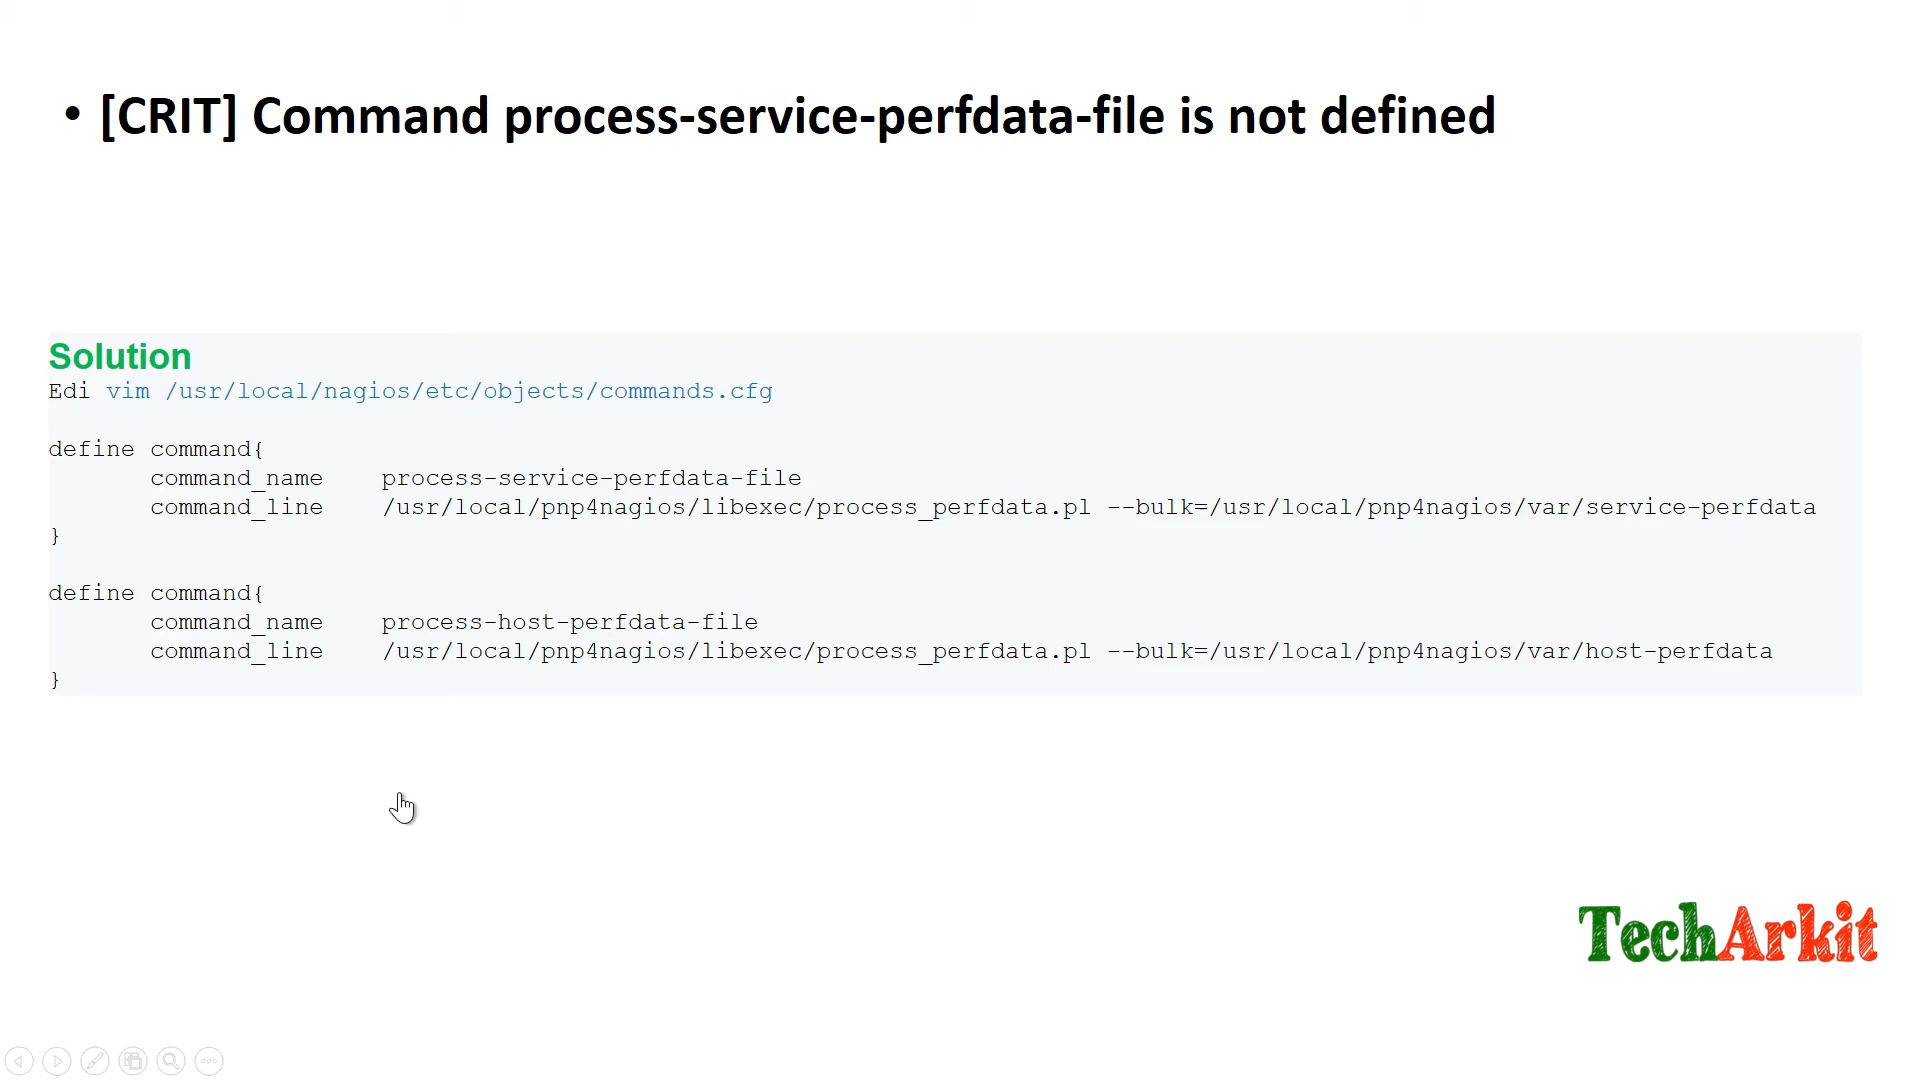 • [CRIT] Command process-service-perfdata-file is not defined
Solution
Edi vim /usr/local/nagios/etc/objects/commands.cfg
define command{
command_name process-service-perfdata-file
command_line /usr/local/pnp4nagios/libexec/process_perfdata.pl --bulk=/usr/local/pnp4nagios/var/service-perfdata
}
define command{
command_name process-host-perfdata-file
command_line /usr/local/pnp4nagios/libexec/process_perfdata.pl --bulk=/usr/local/pnp4nagios/var/host-perfdata
}
TechArkit